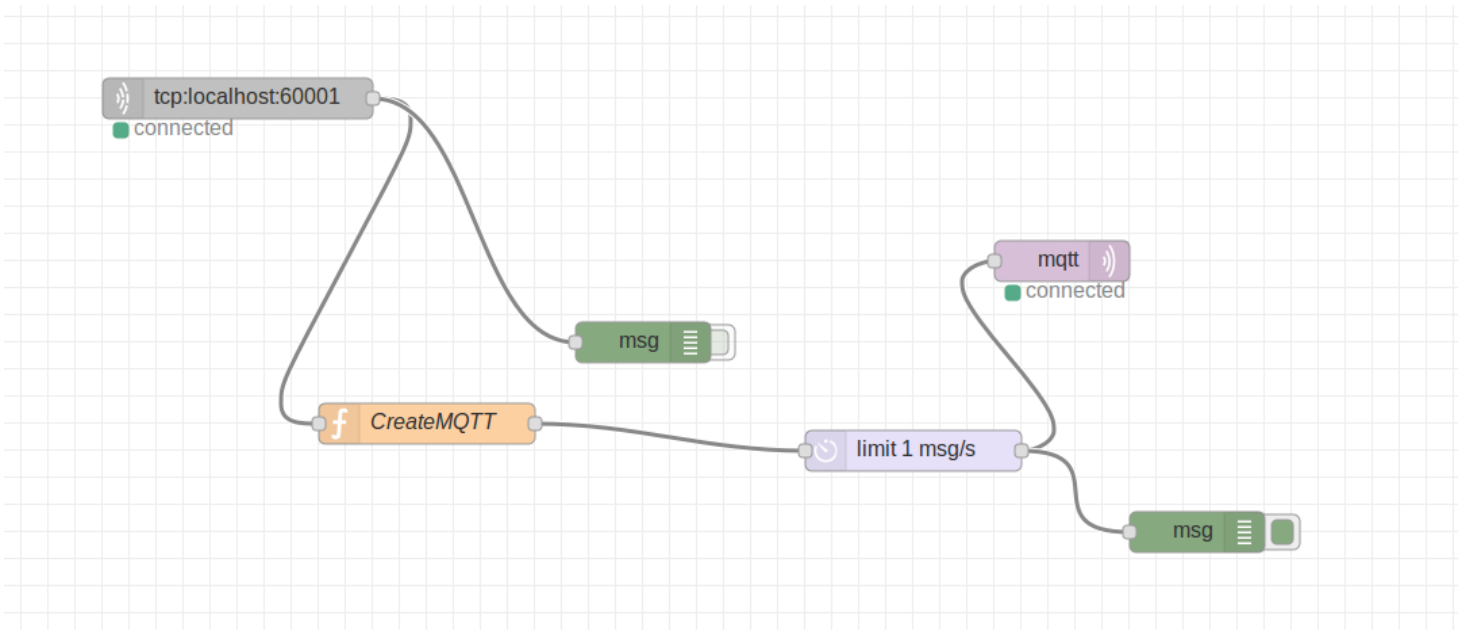 tcp:localhost:60001
connected
mqtt
connected
msg
CreateMQTT
limit 1 msg/s
msg